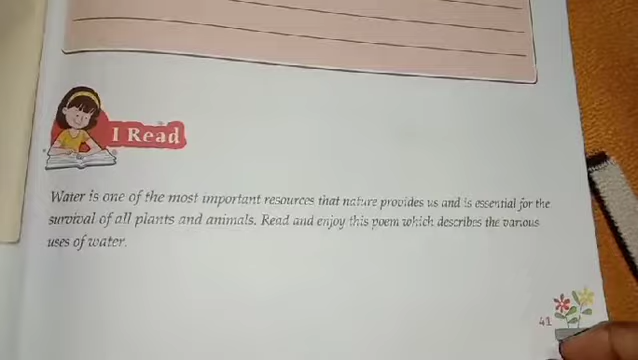 I Read
Water is one of the most important resources that nature provides us and is essential for the
survival of all plants and animals. Read and enjoy this poem which describes the various
uses of water.
41